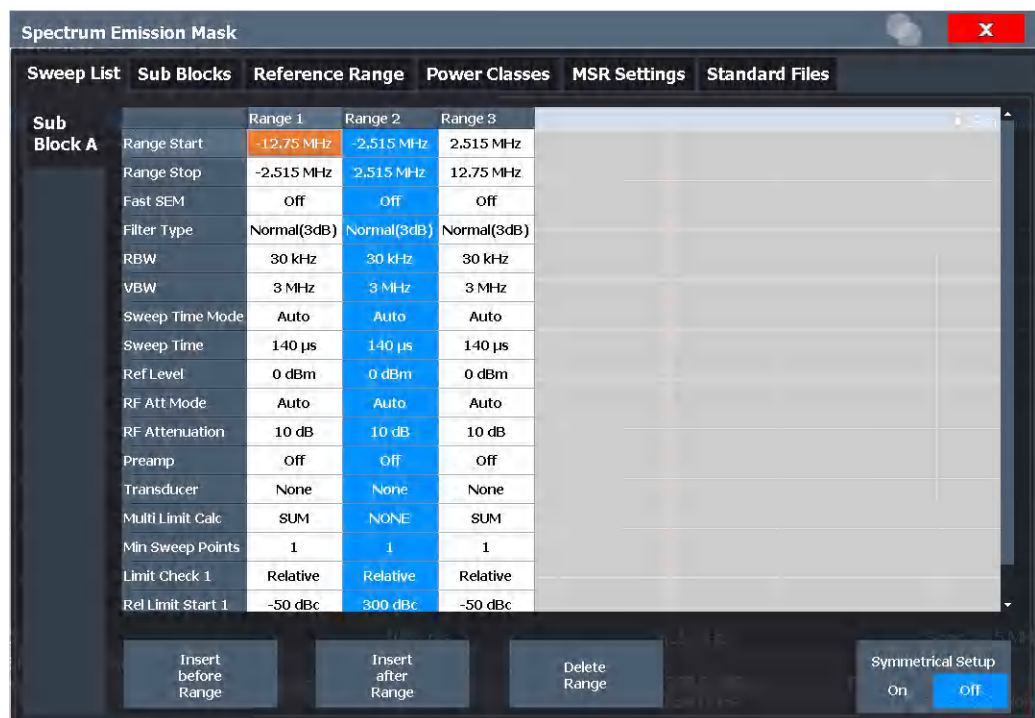 Spectrum Emission Mask
X
Sweep List Sub Blocks Reference Range Power Classes MSR Settings Standard Files
Sub
Block A
Range 1 Range 2 Range 3
Range Start -12.75 MHz -2.515 MHz 2.515 MHz
Range Stop -2.515 MHz 2.515 MHz 12.75 MHz
Fast SEM Off Off Off
Filter Type Normal(3dB) Normal(3dB) Normal(3dB)
RBW 30 kHz 30 kHz 30 kHz
VBW 3 MHz 3 MHz 3 MHz
Sweep Time Mode Auto Auto Auto
Sweep Time 140 µs 140 µs 140 µs
Ref Level 0 dBm 0 dBm 0 dBm
RF Att Mode Auto Auto Auto
RF Attenuation 10 dB 10 dB 10 dB
Preamp Off Off Off
Transducer None None None
Multi Limit Calc SUM NONE SUM
Min Sweep Points 1 1 1
Limit Check 1 Relative Relative Relative
Rel Limit Start 1 -50 dBc 300 dBc -50 dBc
Insert
before
Range
Insert
after
Range
Delete
Range
Symmetrical Setup
On Off